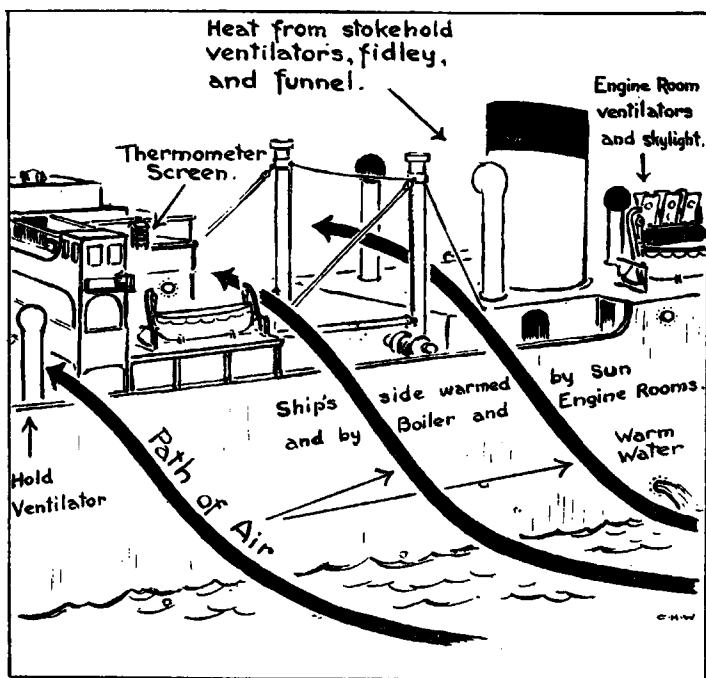 Heat from stokehold
ventilators, fidley,
and funnel.
Engine Room
ventilators
and skylight.
Thermometer
Screen.
Ship's side warmed by Sun
and by Boiler and Engine Rooms.
Warm
Water
Path of Air
Hold
Ventilator
C·H·W